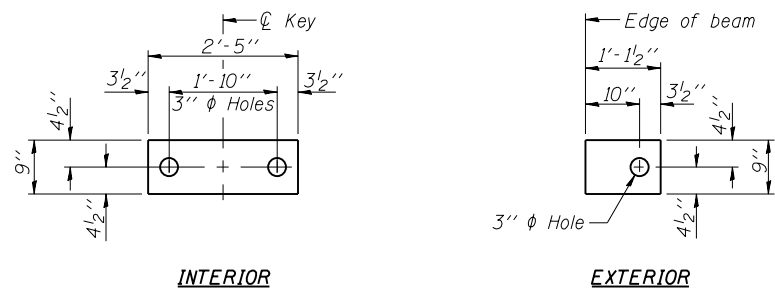 ℄ Key
2'-5''
3½''
1'-10''
3½''
3'' ϕ Holes
4½''
9''
4½''
INTERIOR
Edge of beam
1'-1½''
10''
3½''
4½''
9''
4½''
3'' ϕ Hole
EXTERIOR